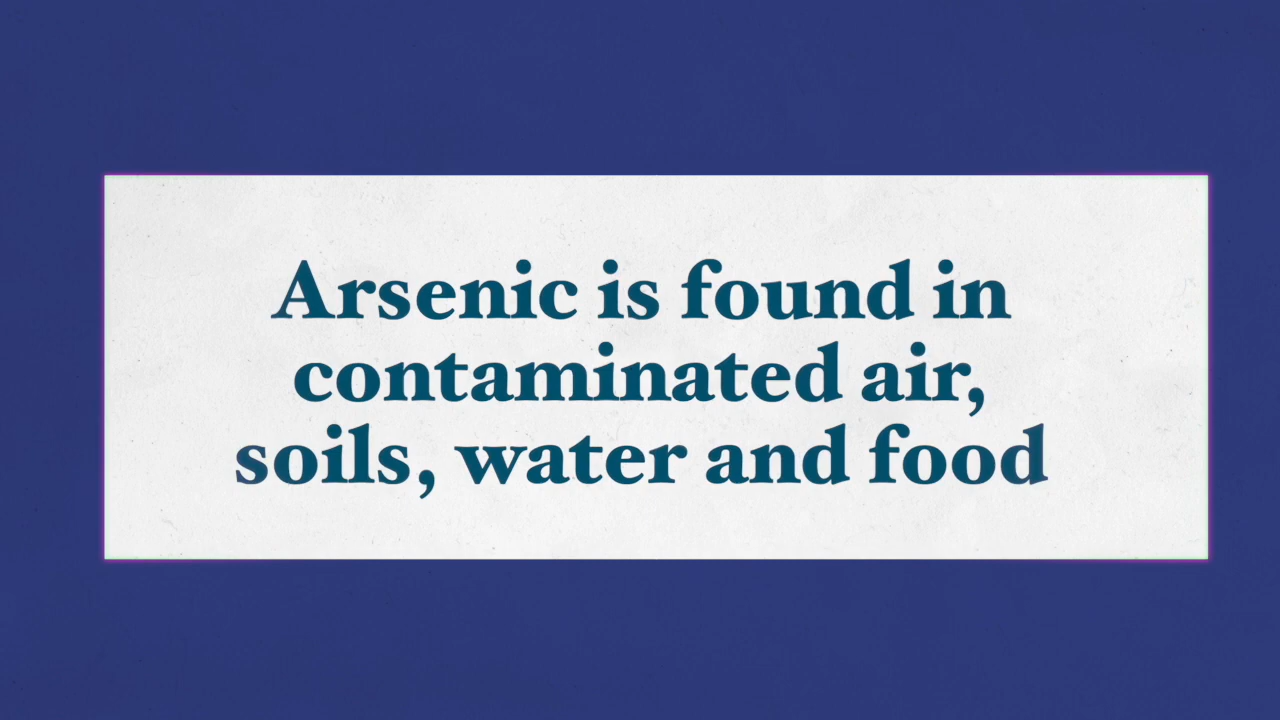 Arsenic is found in
contaminated air,
soils, water and food